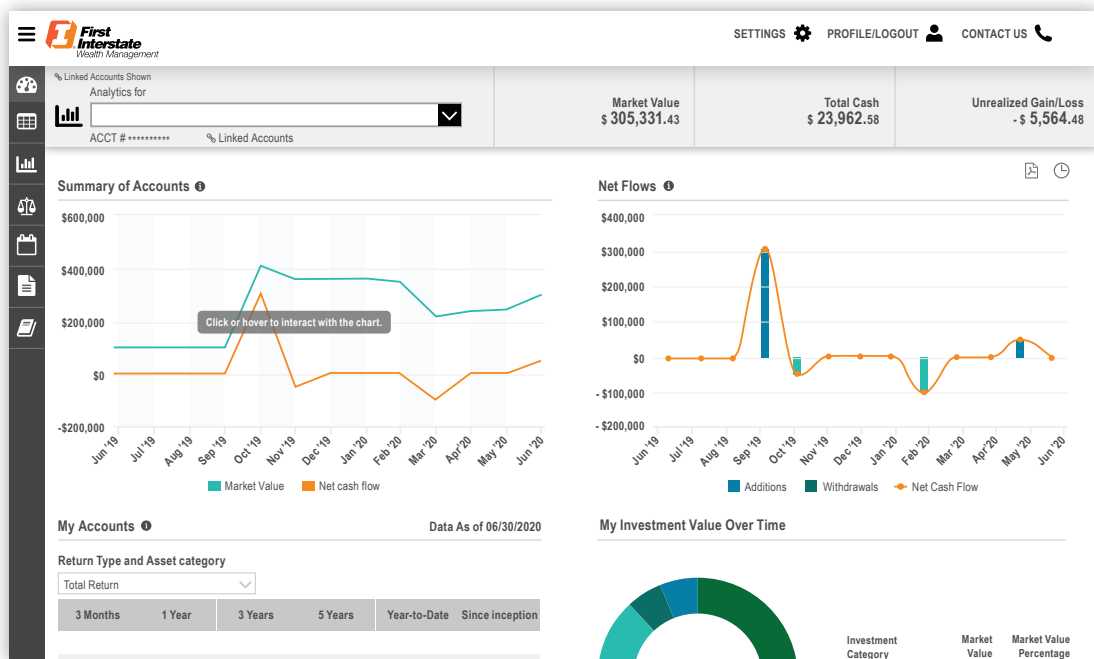 First
Interstate
Wealth Management
SETTINGS PROFILE/LOGOUT CONTACT US
Linked Accounts Shown
Analytics for
ACCT # ********** Linked Accounts
Market Value
$ 305,331.43
Total Cash
$ 23,962.58
Unrealized Gain/Loss
- $ 5,564.48
Summary of Accounts
$600,000
$400,000
$200,000
$0
-$200,000
Click or hover to interact with the chart.
Jun '19 Jul '19 Aug '19 Sep '19 Oct '19 Nov '19 Dec '19 Jan '20 Feb '20 Mar '20 Apr'20 May '20 Jun '20
Market Value Net cash flow
Net Flows
$400,000
$300,000
$200,000
$100,000
$0
- $100,000
- $200,000
Jun '19 Jul '19 Aug '19 Sep '19 Oct '19 Nov '19 Dec '19 Jan '20 Feb '20 Mar '20 Apr'20 May '20 Jun '20
Additions Withdrawals Net Cash Flow
My Accounts Data As of 06/30/2020
Return Type and Asset category
Total Return
3 Months 1 Year 3 Years 5 Years Year-to-Date Since inception
My Investment Value Over Time
Investment
Category
Market
Value
Market Value
Percentage